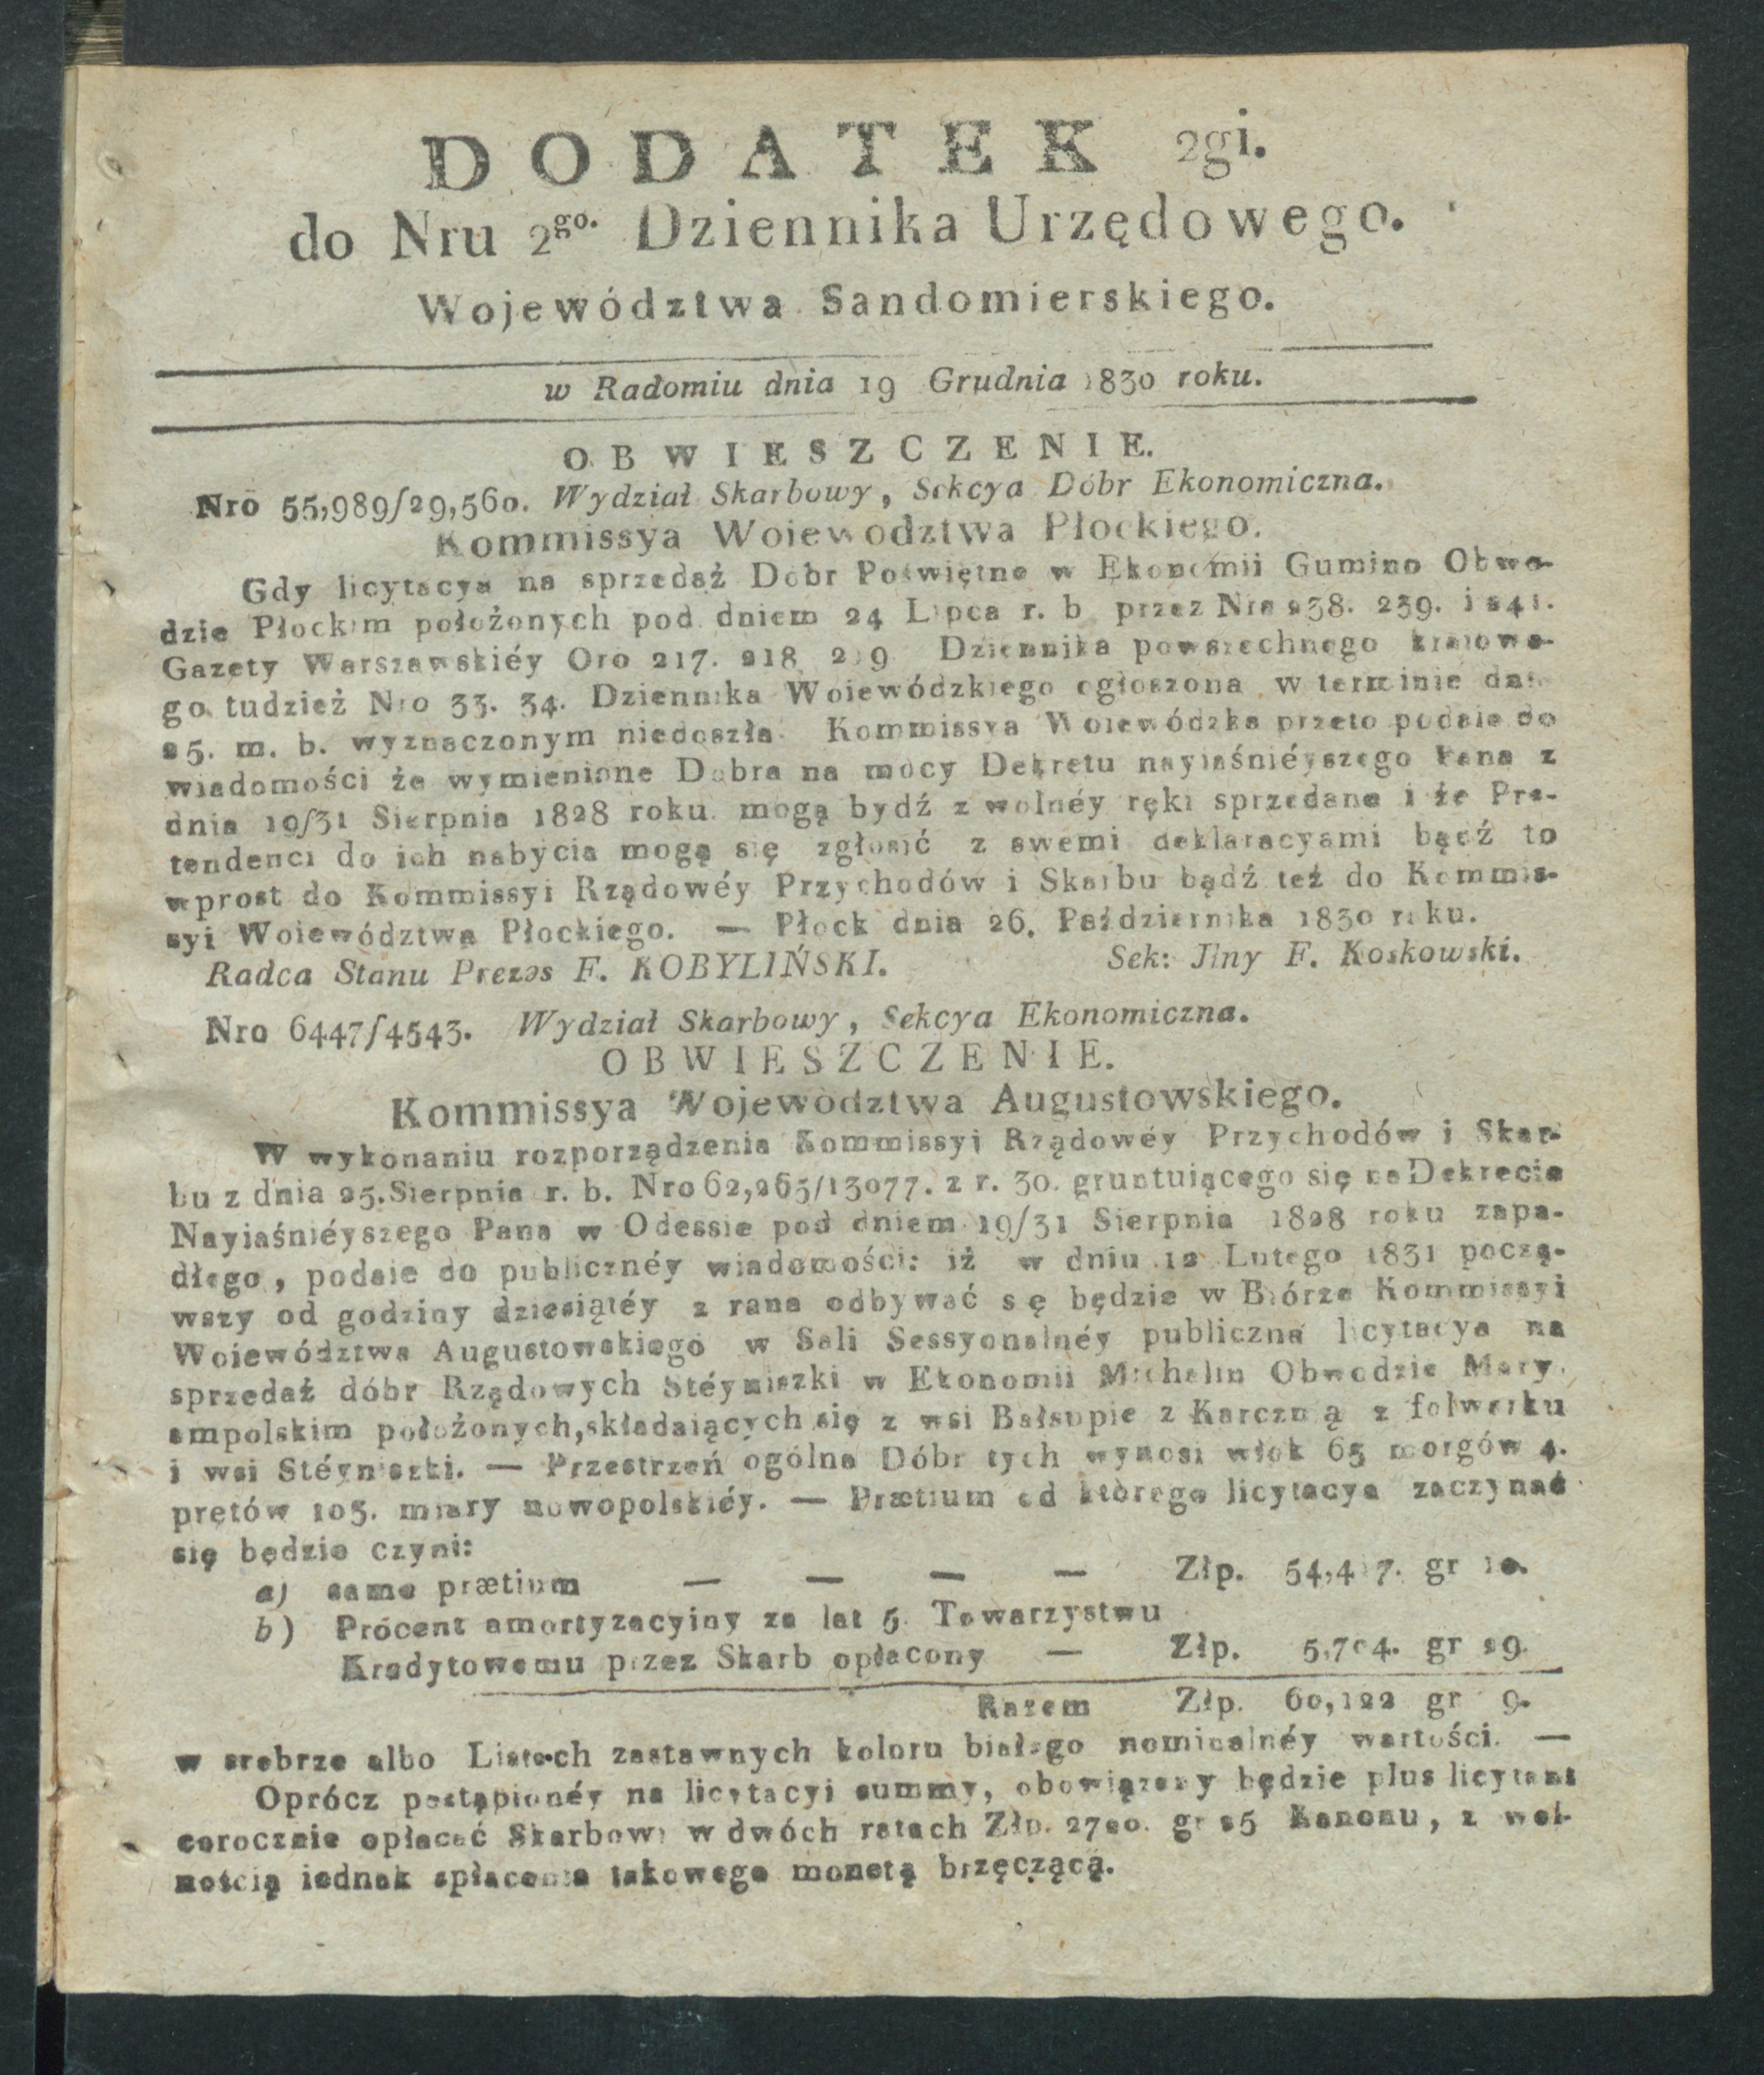 DODATEK 2gi.
do Nru 2go. Dziennika Urzędowego.
Województwa Sandomierskiego.
w Radomiu dnia 19 Grudnia 1830 roku.
OBWIESZCZENIE.
Nro 55,989/29,560. Wydział Skarbowy, Sekcya Dóbr Ekonomiczna.
Kommissya Woiewodztwa Płockiego.
Gdy licytacya na sprzedaż Dóbr Poświętne w Ekonomii Gumino Obwo-
dzie Płockim położonych pod dniem 24 Lipca r. b. przez Nra 238. 239. i 241.
Gazety Warszawskiéy Oro 217. 218 219 Dziennika powszechnego kraiowe-
go tudzież Nro 33. 34. Dziennika Woiewódzkiego ogłoszona w terminie dnia
25. m. b. wyznaczonym niedoszła. Kommissya Woiewódzka przeto podaie do
wiadomości że wymienione Dobra na mocy Dekretu nayiaśniéyszego Pana z
dnia 19/31 Sierpnia 1828 roku. mogą bydź z wolnéy ręki sprzedane i że Pre-
tendenci do ich nabycia mogą się zgłosić z swemi deklaracyami bądź to
wprost do Kommissyi Rządowéy Przychodów i Skarbu bądź też do Kommis-
syi Woiewództwa Płockiego. — Płock dnia 26. Października 1830 roku.
Radca Stanu Prezes F. KOBYLIŃSKI. Sek: Jlny F. Koskowski.
Nro 6447/4543. Wydział Skarbowy, Sekcya Ekonomiczna.
OBWIESZCZENIE.
Kommissya Wojewodztwa Augustowskiego.
W wykonaniu rozporządzenia Kommissyi Rządowéy Przychodów i Skar-
bu z dnia 25. Sierpnia r. b. Nro 62,265/13077. z r. 30. gruntuiącego się na Dekrecie
Nayiaśniéyszego Pana w Odessie pod dniem 19/31 Sierpnia 1828 roku zapa-
dłego, podaie do publicznéy wiadomości: iż w dniu 12 Lutego 1831 począ-
wszy od godziny dziesiątéy z rana odbywać się będzie w Biórze Kommissyi
Woiewództwa Augustowskiego w Sali Sessyonalnéy publiczna licytacya na
sprzedaż dóbr Rządowych Stéyniszki w Ekonomii Michalin Obwodzie Mary-
ampolskim położonych, składaiących się z wsi Bałsupie z Karczmą z folwarku
i wsi Stéyniszki. — Przestrzeń ogólna Dóbr tych wynosi włok 65 morgów 4.
prętów 105. miary nowopolskiéy. — Prætium od którego licytacya zaczynać
się będzie czyni:
a) samo prætium — — — — Złp. 54,417. gr 10.
b) Prócent amortyzacyiny za lat 5. Towarzystwu
Kredytowemu przez Skarb opłacony — Złp. 5,704. gr 29.
Razem Złp. 60,122 gr 9.
w srebrze albo Listach zastawnych koloru białego nominalnéy wartości. —
Oprócz postąpionéy na licytacyi summy, obowiązany będzie plus licytant
corocznie opłacać Skarbowi w dwóch ratach Złp. gr 25 Kanonu, z wol-
nością iednak spłacenia takowego monetą brzęczącą.